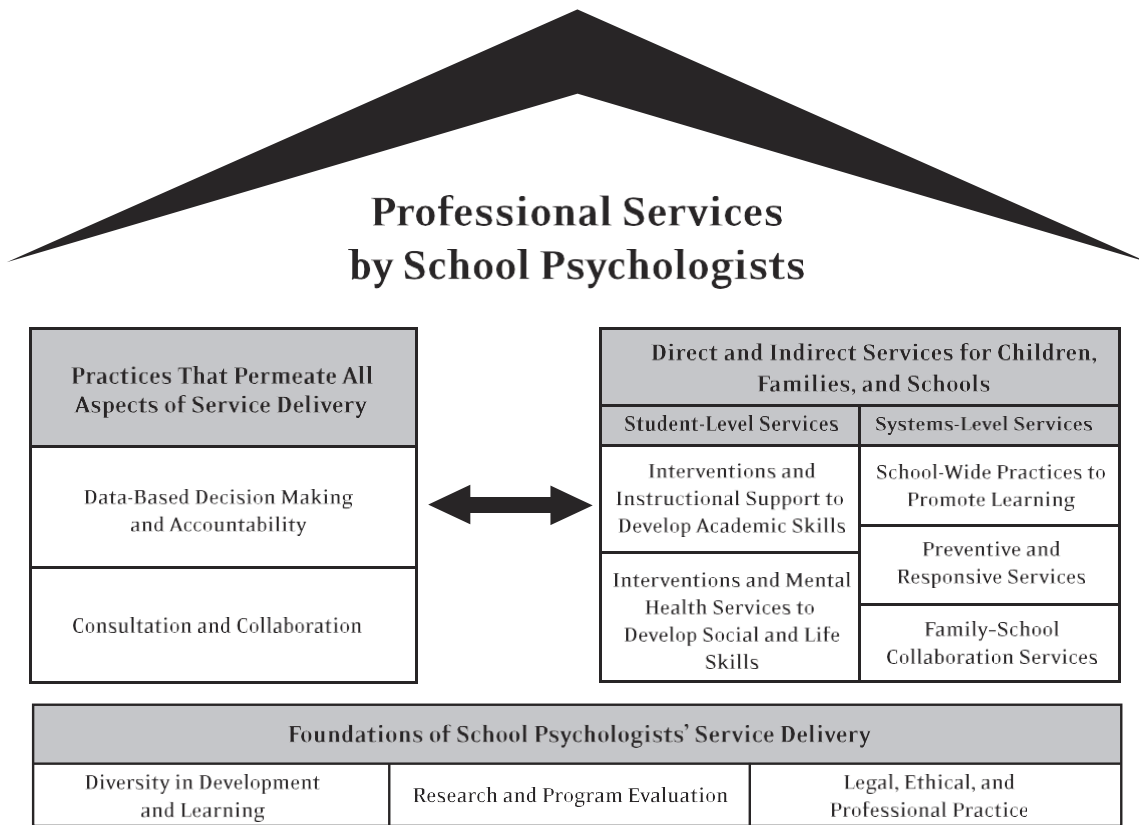 Professional Services
by School Psychologists
Practices That Permeate All
Aspects of Service Delivery
Data-Based Decision Making
and Accountability
Consultation and Collaboration
Direct and Indirect Services for Children,
Families, and Schools
Student-Level Services
Interventions and
Instructional Support to
Develop Academic Skills
Interventions and Mental
Health Services to
Develop Social and Life
Skills
Systems-Level Services
School-Wide Practices to
Promote Learning
Preventive and
Responsive Services
Family-School
Collaboration Services
Foundations of School Psychologists’ Service Delivery
Diversity in Development
and Learning
Research and Program Evaluation
Legal, Ethical, and
Professional Practice